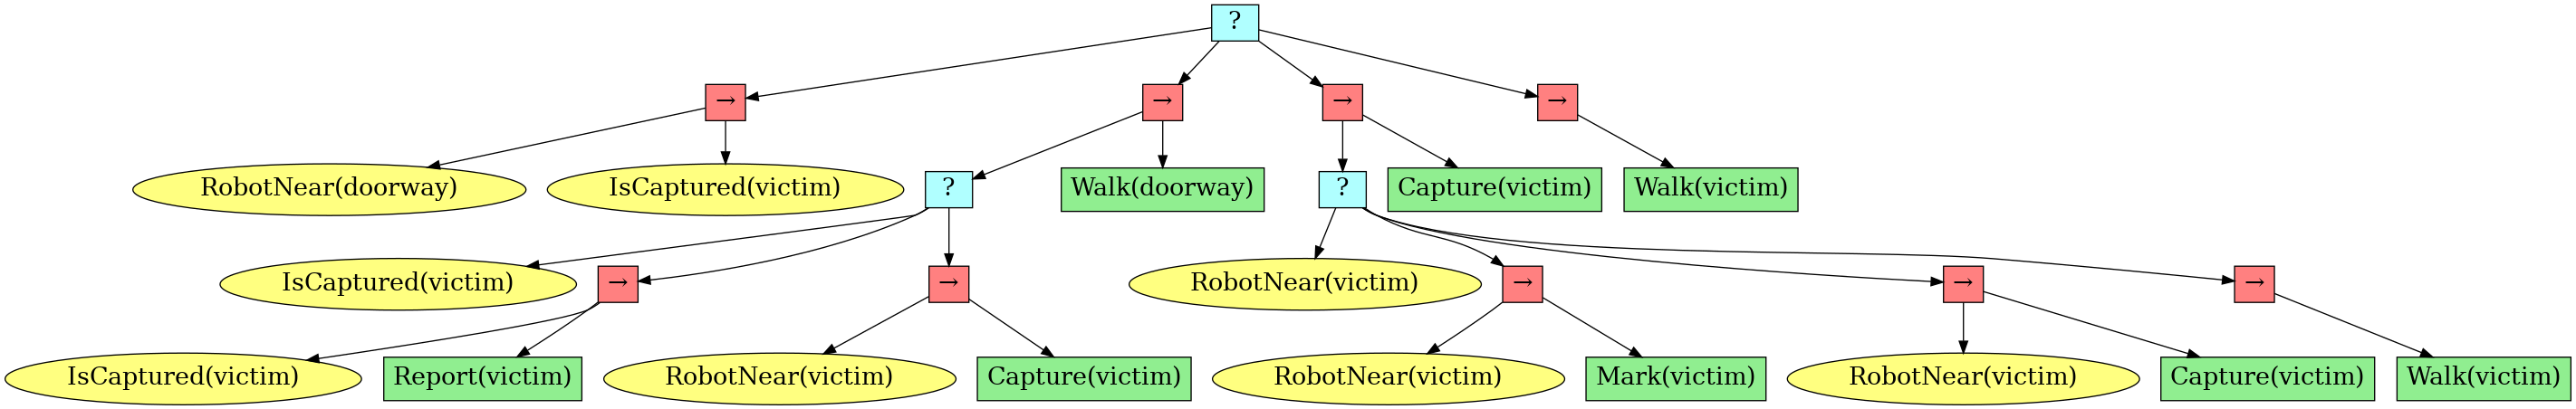 ?
→
→
→
→
RobotNear(doorway)
IsCaptured(victim)
?
Walk(doorway)
?
Capture(victim)
Walk(victim)
IsCaptured(victim)
→
→
RobotNear(victim)
→
→
→
IsCaptured(victim)
Report(victim)
RobotNear(victim)
Capture(victim)
RobotNear(victim)
Mark(victim)
RobotNear(victim)
Capture(victim)
Walk(victim)